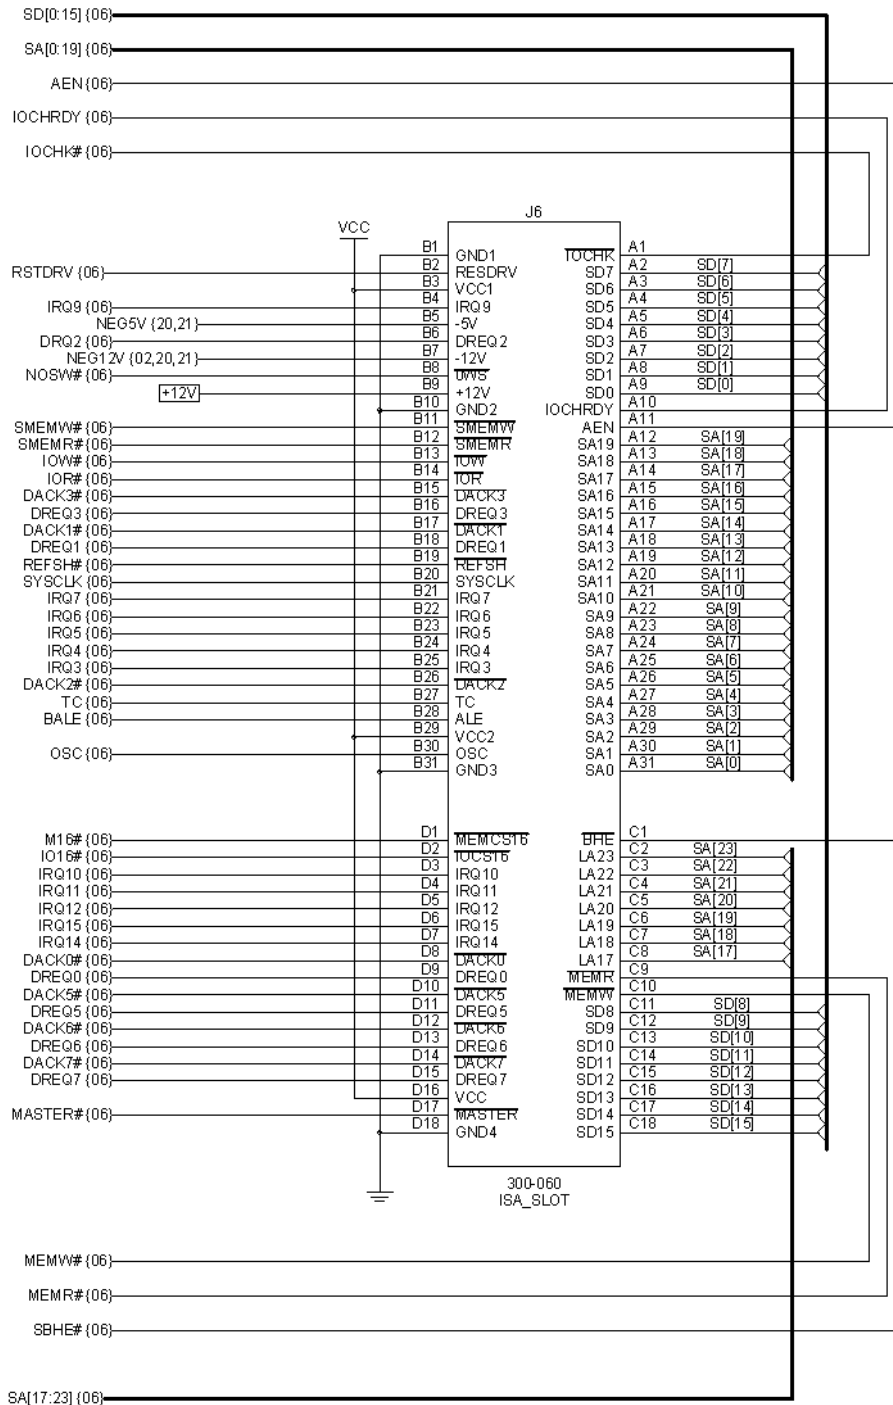 SD[0:15] {06}
SA[0:19] {06}
AEN {06}
IOCHRDY {06}
IOCHK# {06}
J6
VCC
B1 GND1 IOCHK A1
RSTDRV {06} B2 RESDRV SD7 A2 SD[7]
B3 VCC1 SD6 A3 SD[6]
IRQ9 {06} B4 IRQ9 SD5 A4 SD[5]
NEG5V {20,21} B5 -5V SD4 A5 SD[4]
DRQ2 {06} B6 DREQ2 SD3 A6 SD[3]
NEG12V {02,20,21} B7 -12V SD2 A7 SD[2]
NOSW# {06} B8 0WS SD1 A8 SD[1]
+12V B9 +12V SD0 A9 SD[0]
B10 GND2 IOCHRDY A10
SMEMW# {06} B11 SMEMW AEN A11
SMEMR# {06} B12 SMEMR SA19 A12 SA[19]
IOW# {06} B13 IOW SA18 A13 SA[18]
IOR# {06} B14 IOR SA17 A14 SA[17]
DACK3# {06} B15 DACK3 SA16 A15 SA[16]
DREQ3 {06} B16 DREQ3 SA15 A16 SA[15]
DACK1# {06} B17 DACK1 SA14 A17 SA[14]
DREQ1 {06} B18 DREQ1 SA13 A18 SA[13]
REFSH# {06} B19 REFSH SA12 A19 SA[12]
SYSCLK {06} B20 SYSCLK SA11 A20 SA[11]
IRQ7 {06} B21 IRQ7 SA10 A21 SA[10]
IRQ6 {06} B22 IRQ6 SA9 A22 SA[9]
IRQ5 {06} B23 IRQ5 SA8 A23 SA[8]
IRQ4 {06} B24 IRQ4 SA7 A24 SA[7]
IRQ3 {06} B25 IRQ3 SA6 A25 SA[6]
DACK2# {06} B26 DACK2 SA5 A26 SA[5]
TC {06} B27 TC SA4 A27 SA[4]
BALE {06} B28 ALE SA3 A28 SA[3]
B29 VCC2 SA2 A29 SA[2]
OSC {06} B30 OSC SA1 A30 SA[1]
B31 GND3 SA0 A31 SA[0]
M16# {06} D1 MEMCS16 BHE C1
IO16# {06} D2 IOCS16 LA23 C2 SA[23]
IRQ10 {06} D3 IRQ10 LA22 C3 SA[22]
IRQ11 {06} D4 IRQ11 LA21 C4 SA[21]
IRQ12 {06} D5 IRQ12 LA20 C5 SA[20]
IRQ15 {06} D6 IRQ15 LA19 C6 SA[19]
IRQ14 {06} D7 IRQ14 LA18 C7 SA[18]
DACK0# {06} D8 DACK0 LA17 C8 SA[17]
DREQ0 {06} D9 DREQ0 MEMR C9
DACK5# {06} D10 DACK5 MEMW C10
DREQ5 {06} D11 DREQ5 SD8 C11 SD[8]
DACK6# {06} D12 DACK6 SD9 C12 SD[9]
DREQ6 {06} D13 DREQ6 SD10 C13 SD[10]
DACK7# {06} D14 DACK7 SD11 C14 SD[11]
DREQ7 {06} D15 DREQ7 SD12 C15 SD[12]
D16 VCC SD13 C16 SD[13]
MASTER# {06} D17 MASTER SD14 C17 SD[14]
D18 GND4 SD15 C18 SD[15]
300-060
ISA_SLOT
MEMW# {06}
MEMR# {06}
SBHE# {06}
SA[17:23] {06}